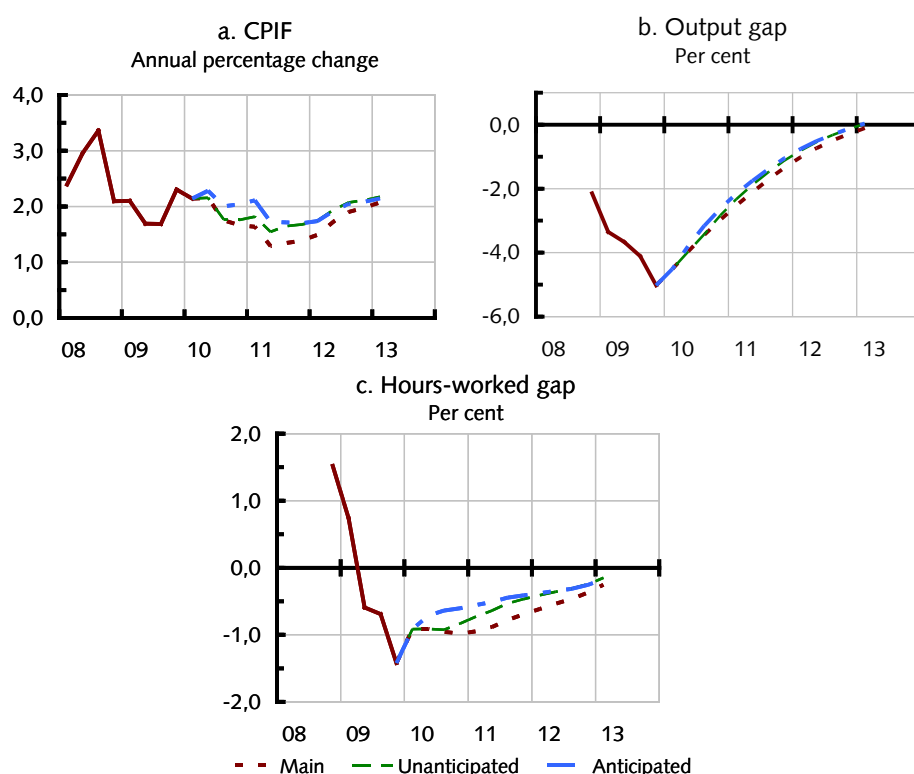 a. CPIF
Annual percentage change
4,0
3,0
2,0
1,0
0,0
08 09 10 11 12 13
b. Output gap
Per cent
0,0
-2,0
-4,0
-6,0
08 09 10 11 12 13
c. Hours-worked gap
Per cent
2,0
1,0
0,0
-1,0
-2,0
08 09 10 11 12 13
Main Unanticipated Anticipated